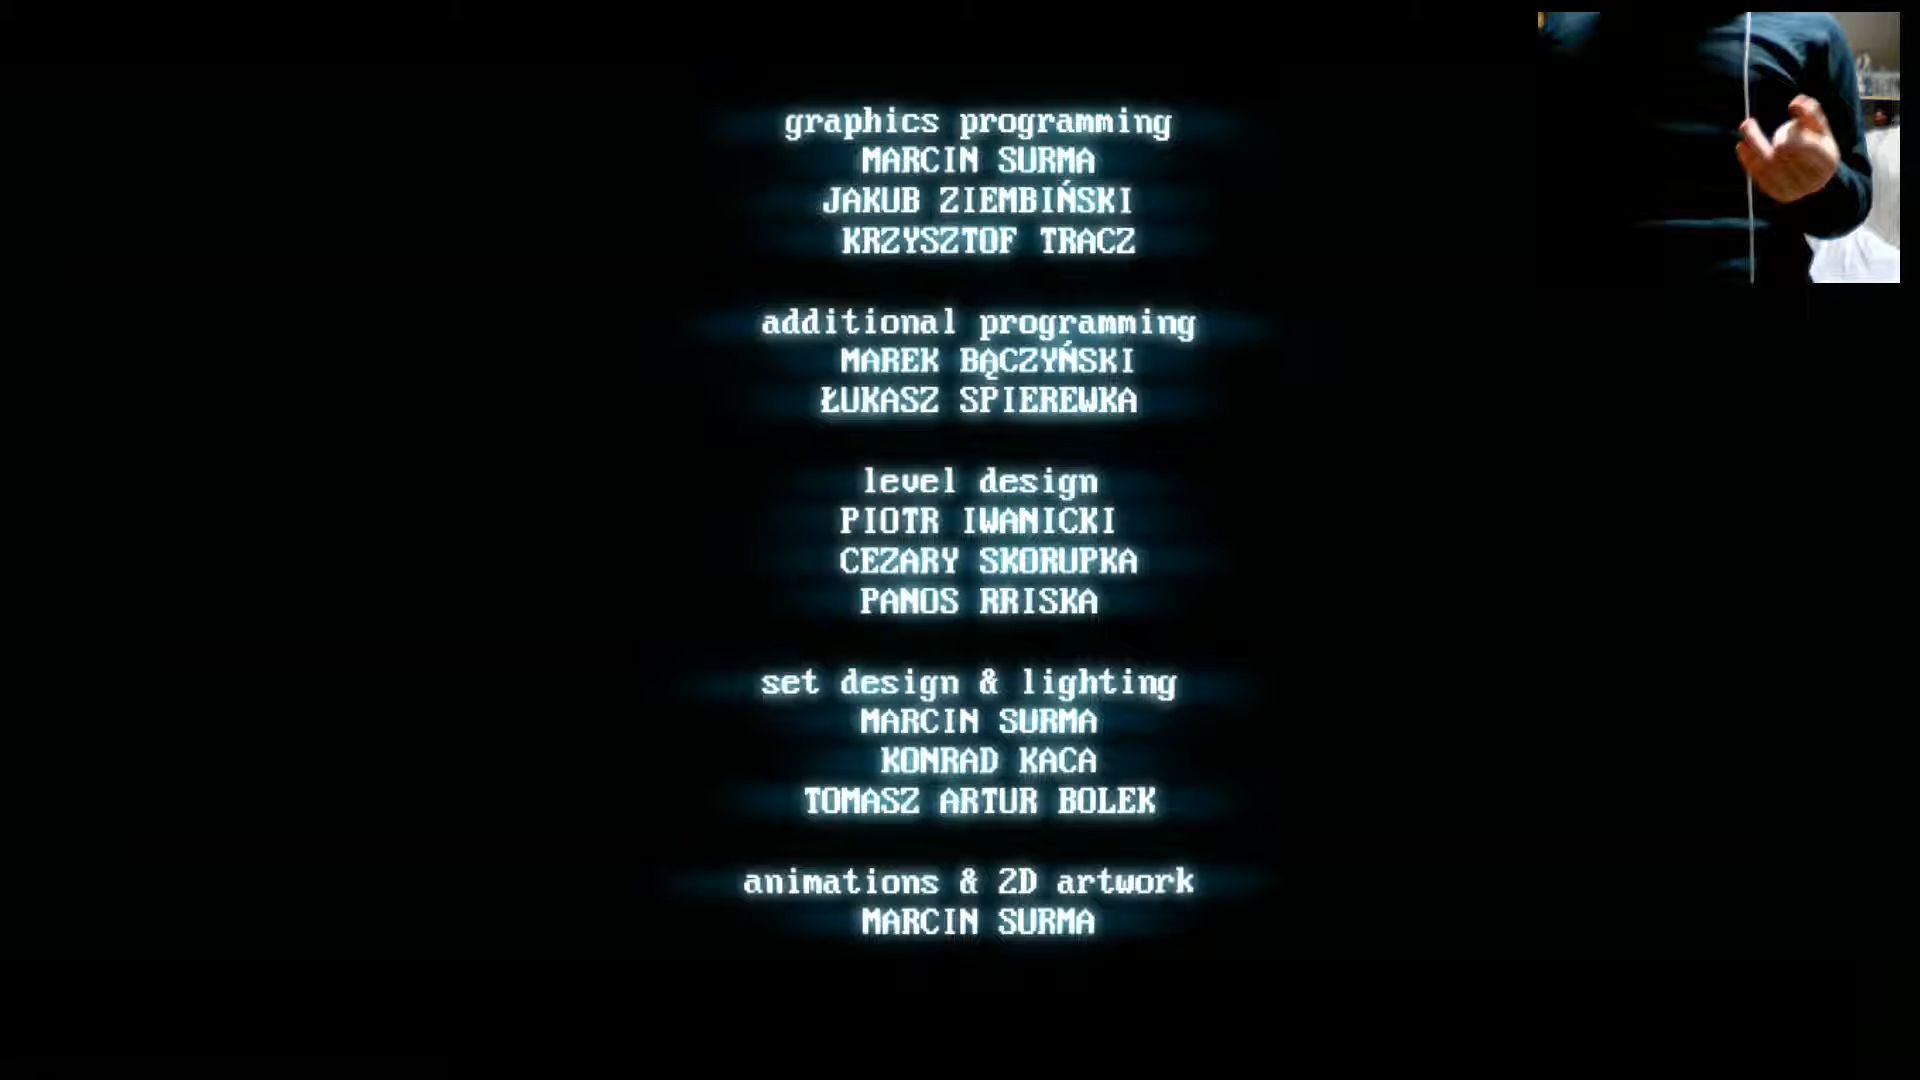 graphics programming
MARCIN SURMA
JAKUB ZIEMBIŃSKI
KRZYSZTOF TRACZ
additional programming
MAREK BĄCZYŃSKI
ŁUKASZ SPIEREWKA
level design
PIOTR IWANICKI
CEZARY SKORUPKA
PANOS RRISKA
set design & lighting
MARCIN SURMA
KONRAD KACA
TOMASZ ARTUR BOLEK
animations & 2D artwork
MARCIN SURMA